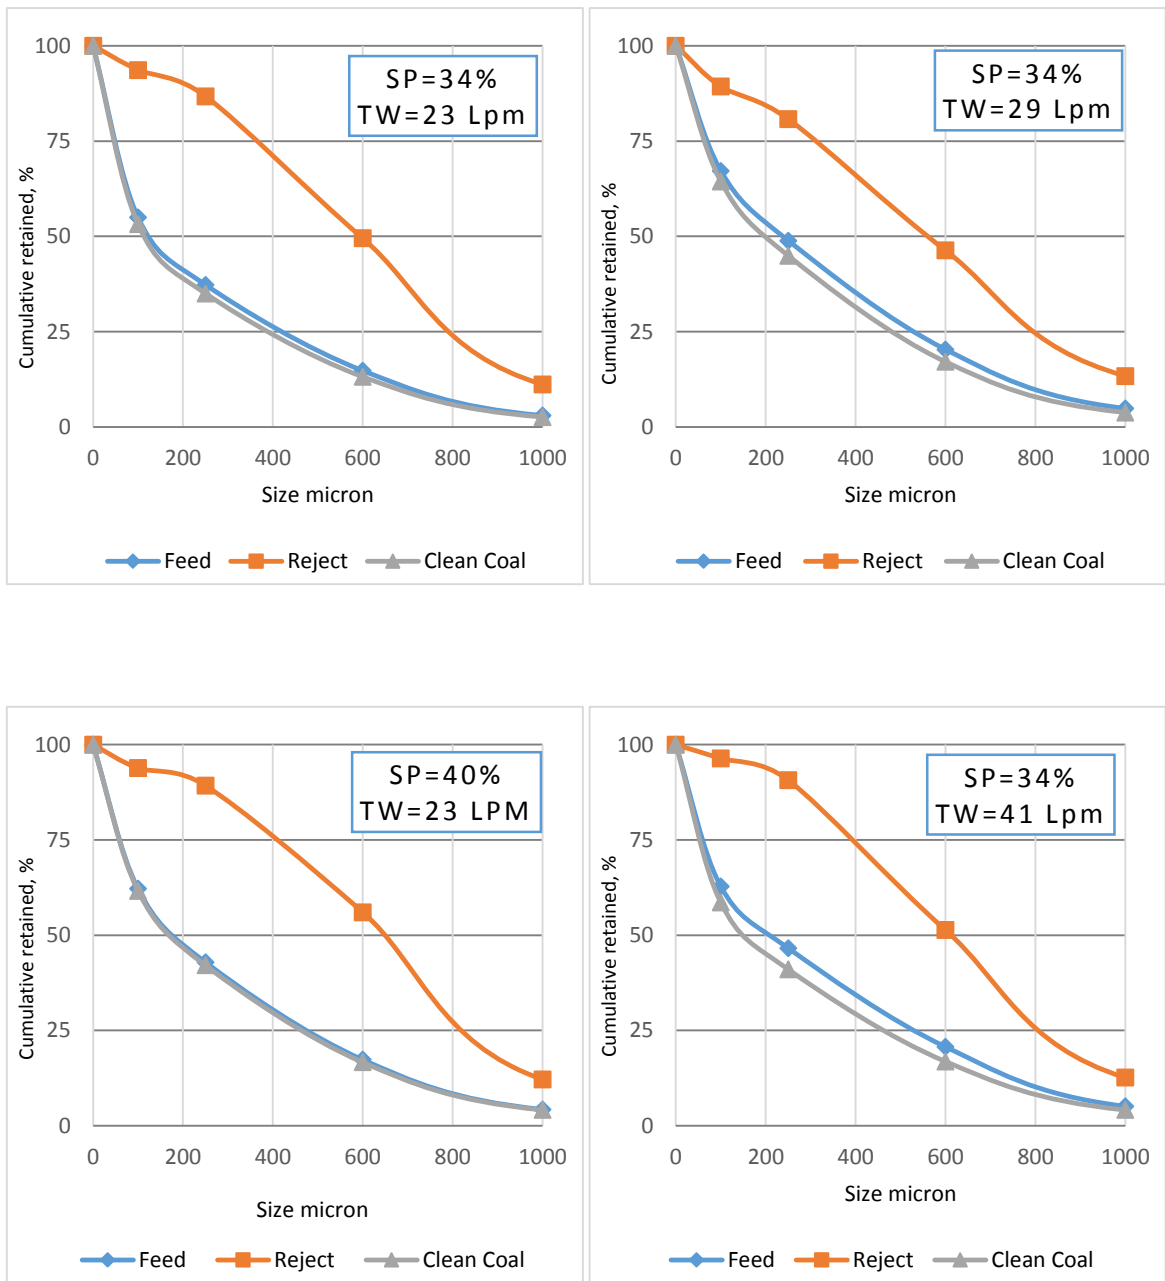 SP=34%
TW=23 Lpm
Cumulative retained, %
100
75
50
25
0
0 200 400 600 800 1000
Size micron
Feed Reject Clean Coal
SP=34%
TW=29 Lpm
Cumulative retained, %
100
75
50
25
0
0 200 400 600 800 1000
Size micron
Feed Reject Clean Coal
SP=40%
TW=23 LPM
Cumulative retained, %
100
75
50
25
0
0 200 400 600 800 1000
Size micron
Feed Reject Clean Coal
SP=34%
TW=41 Lpm
Cumulative retained, %
100
75
50
25
0
0 200 400 600 800 1000
Size micron
Feed Reject Clean Coal